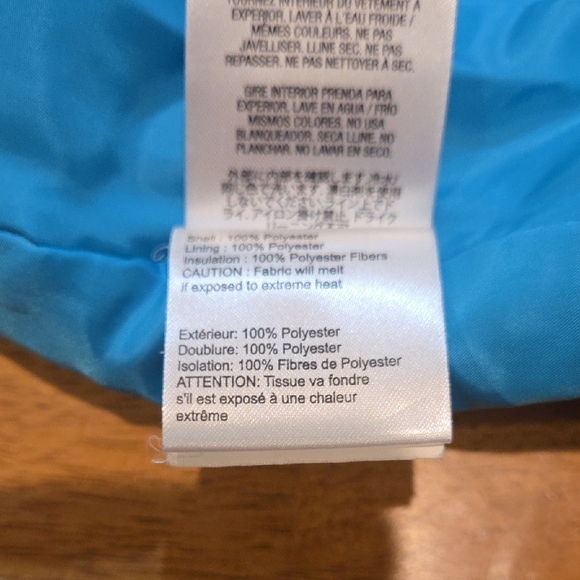 TOURNEZ INTERIEUR DU VETEMENT A
EXPERIOR. LAVER À L'EAU FROIDE /
MÊMES COULEURS. NE PAS
JAVELLISER. LLINE SEC. NE PAS
REPASSER. NE PAS NETTOYER À SEC.
GIRE INTERIOR PRENDA PARA
EXPERIOR. LAVE EN AGUA / FRÍO
MISMOS COLORES. NO USA
BLANQUEADOR. SECA LLINE. NO
PLANCHAR. NO LAVAR EN SECO.
Shell : 100% Polyester
Lining : 100% Polyester
Insulation : 100% Polyester Fibers
CAUTION : Fabric will melt
if exposed to extreme heat
Extérieur: 100% Polyester
Doublure: 100% Polyester
Isolation: 100% Fibres de Polyester
ATTENTION: Tissue va fondre
s'il est exposé à une chaleur
extrême